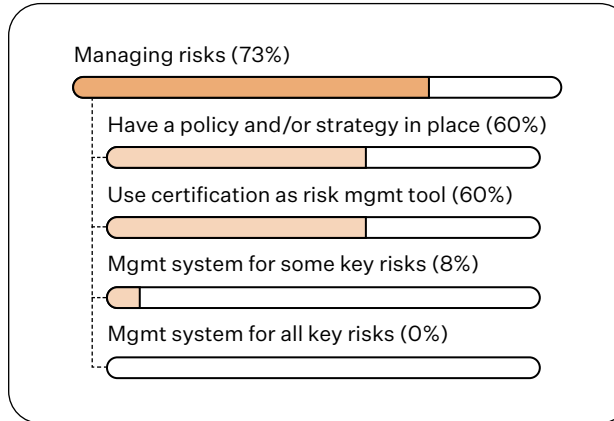 Managing risks (73%)
Have a policy and/or strategy in place (60%)
Use certification as risk mgmt tool (60%)
Mgmt system for some key risks (8%)
Mgmt system for all key risks (0%)